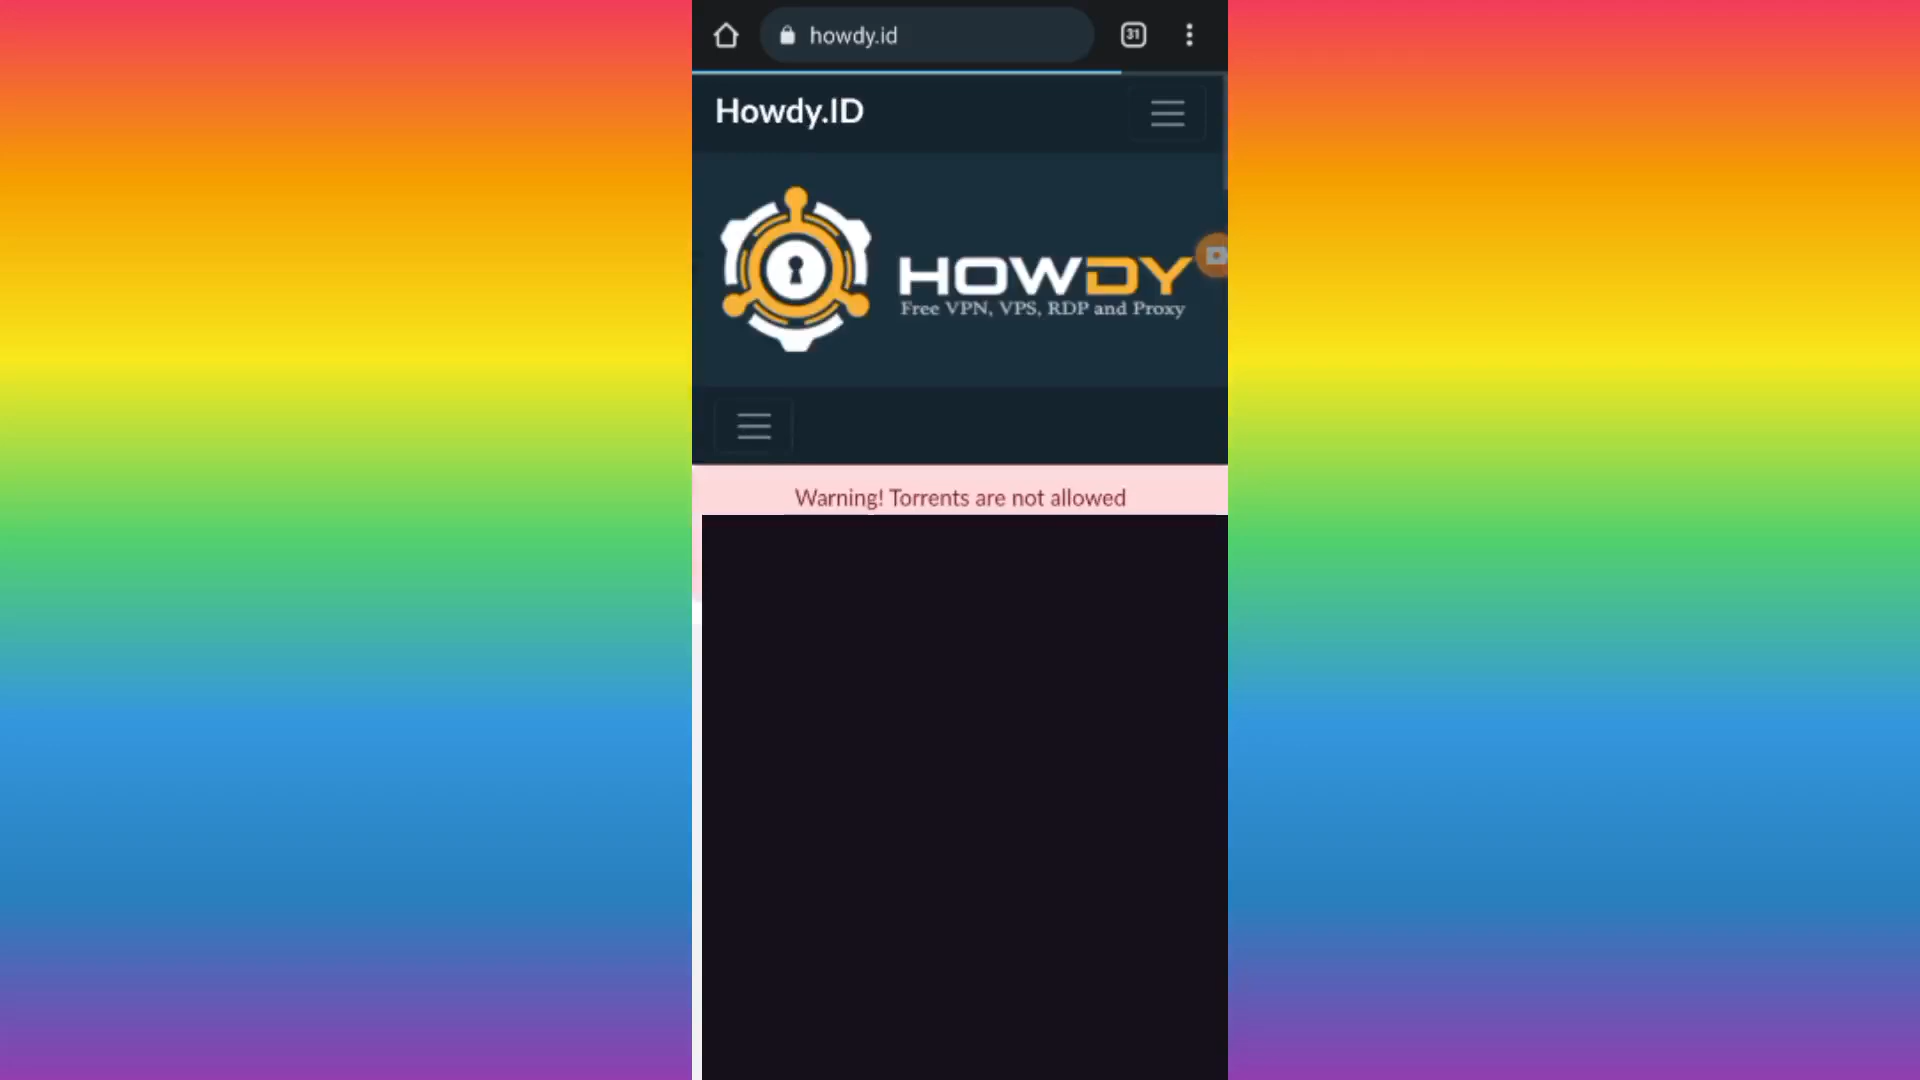 howdy.id
31
Howdy.ID
HOWDY
Free VPN, VPS, RDP and Proxy
Warning! Torrents are not allowed